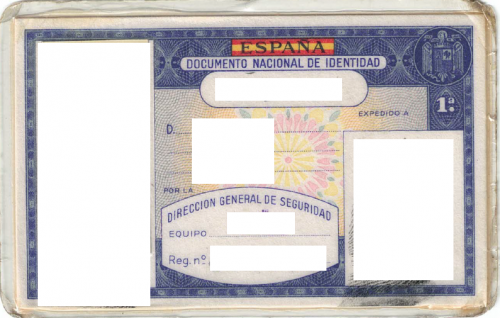 ESPAÑA
DOCUMENTO NACIONAL DE IDENTIDAD
1ª
EXPEDIDO A
D.
POR LA
DIRECCION GENERAL DE SEGURIDAD
EQUIPO
Reg. nº